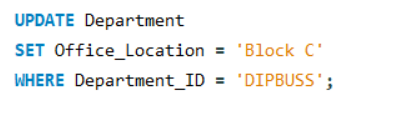 UPDATE Department
SET Office_Location = 'Block C'
WHERE Department_ID = 'DIPBUSS';